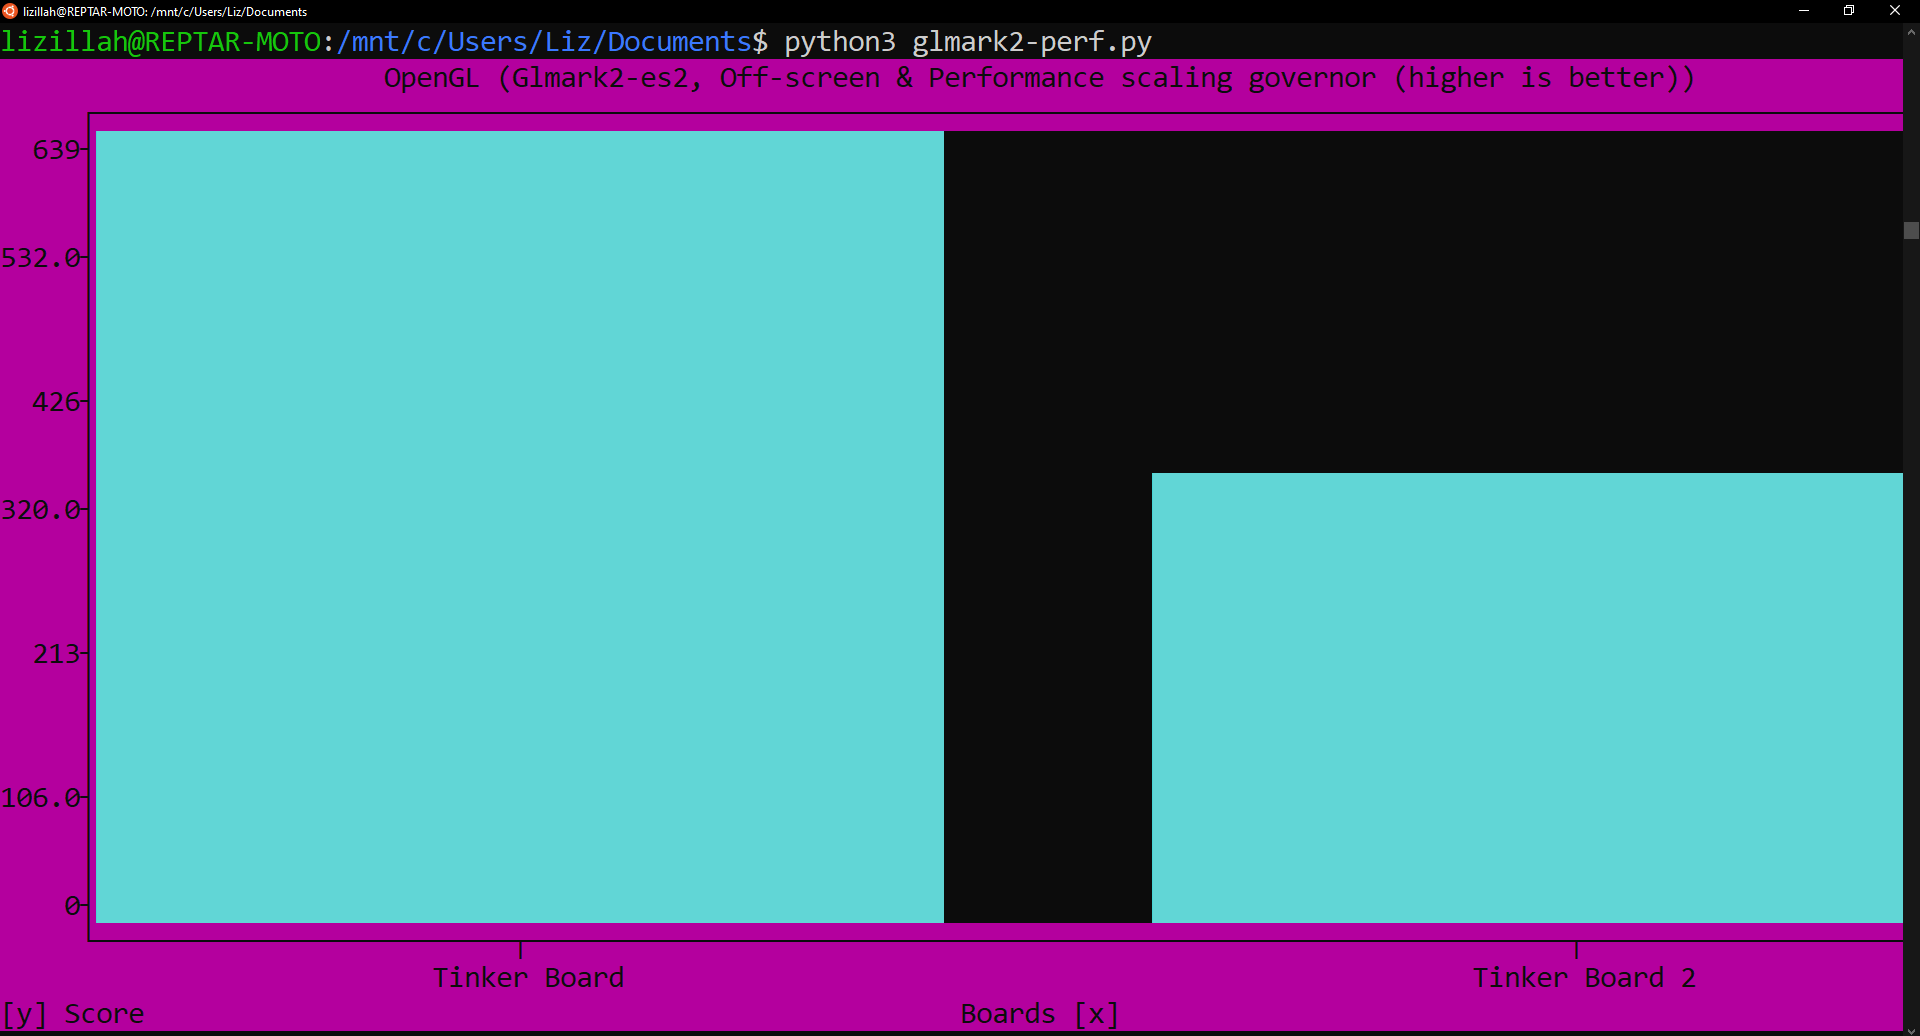 lizillah@REPTAR-MOTO: /mnt/c/Users/Liz/Documents
lizillah@REPTAR-MOTO:/mnt/c/Users/Liz/Documents$ python3 glmark2-perf.py
OpenGL (Glmark2-es2, Off-screen & Performance scaling governor (higher is better))
639
532.0
426
320.0
213
106.0
0
Tinker Board Tinker Board 2
[y] Score Boards [x]